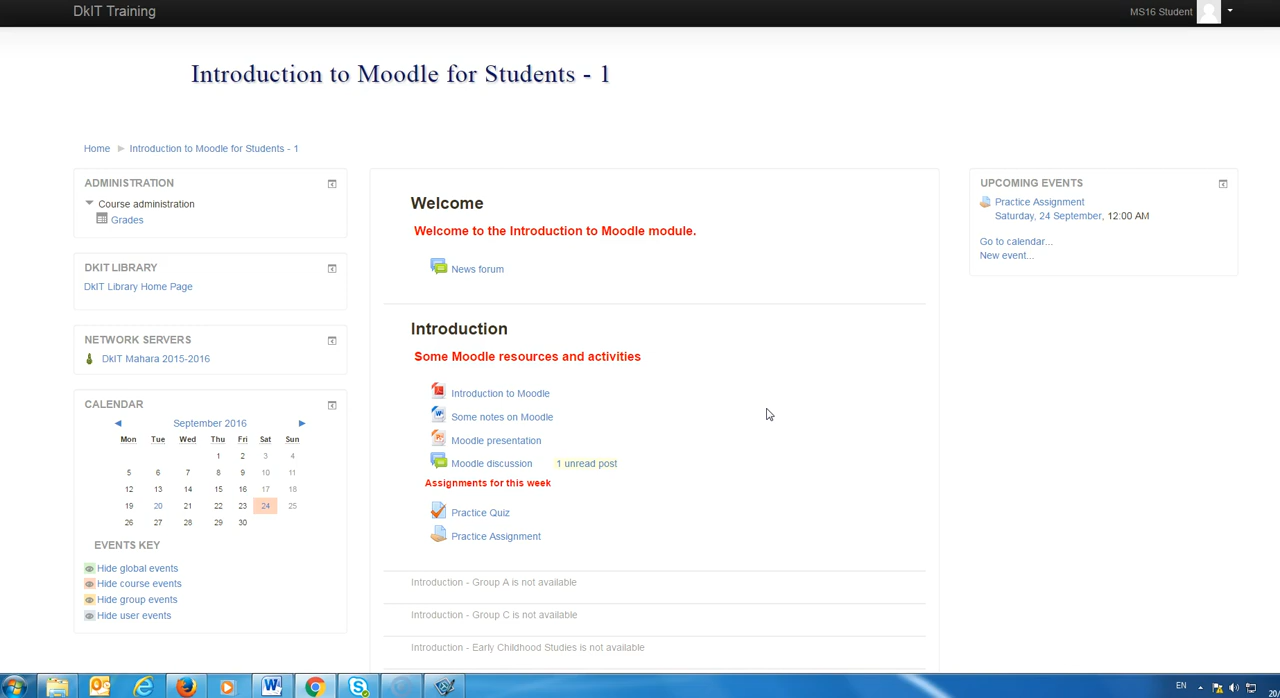 DkIT Training
MS16 Student
Introduction to Moodle for Students - 1
Home
Introduction to Moodle for Students - 1
ADMINISTRATION
Course administration
Grades
DKIT LIBRARY
DkIT Library Home Page
NETWORK SERVERS
DkIT Mahara 2015-2016
CALENDAR
September 2016
Mon Tue Wed Thu Fri Sat Sun
1 2 3 4
5 6 7 8 9 10 11
12 13 14 15 16 17 18
19 20 21 22 23 24 25
26 27 28 29 30
EVENTS KEY
Hide global events
Hide course events
Hide group events
Hide user events
Welcome
Welcome to the Introduction to Moodle module.
News forum
Introduction
Some Moodle resources and activities
Introduction to Moodle
Some notes on Moodle
Moodle presentation
Moodle discussion 1 unread post
Assignments for this week
Practice Quiz
Practice Assignment
Introduction - Group A is not available
Introduction - Group C is not available
Introduction - Early Childhood Studies is not available
UPCOMING EVENTS
Practice Assignment
Saturday, 24 September, 12:00 AM
Go to calendar...
New event...
EN